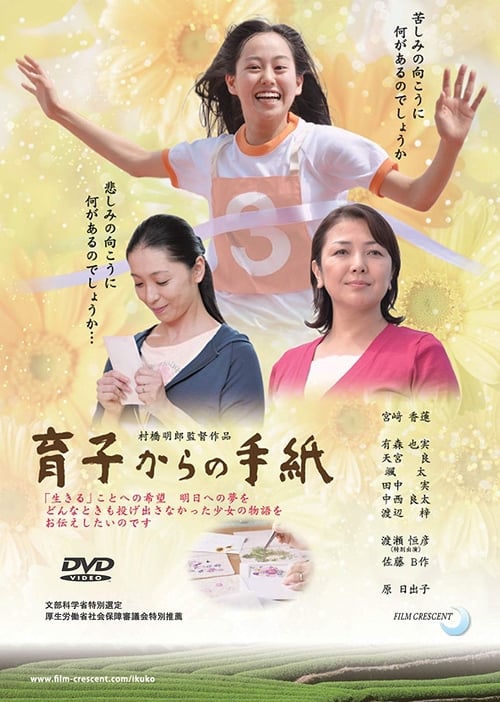 苦しみの向こうに
何があるのでしょうか
悲しみの向こうに
何があるのでしょうか…
3
村橋明郎監督作品
育子からの手紙
「生きる」ことへの希望　明日への夢を
どんなときも投げ出さなかった少女の物語を
お伝えしたいのです
宮﨑 香蓮
有森 也実
天宮 良
颯 太
田中 実
中西 良太
渡辺 梓
渡瀬 恒彦
(特別出演)
佐藤 B作
原 日出子
DVD
VIDEO
文部科学省特別選定
厚生労働省社会保障審議会特別推薦
FILM CRESCENT
www.film-crescent.com/ikuko